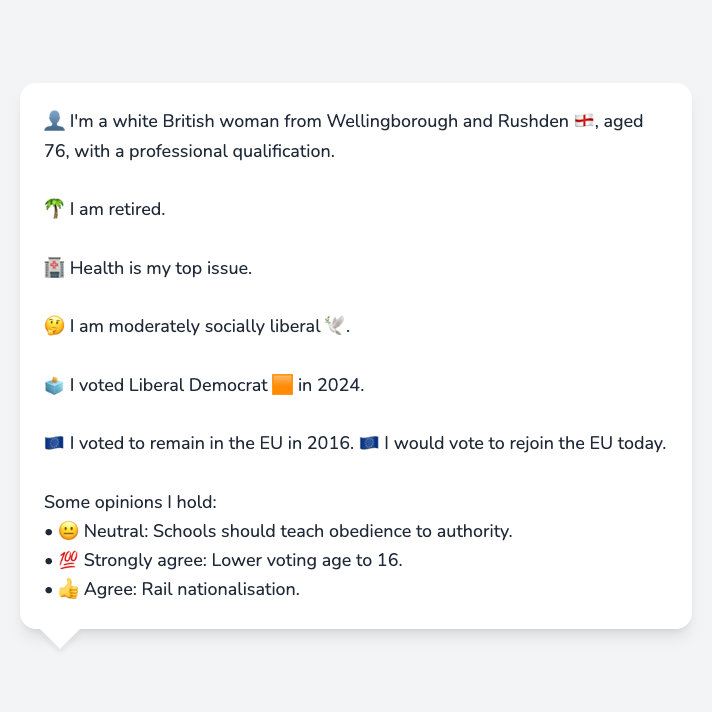 👤 I'm a white British woman from Wellingborough and Rushden 🏴󠁧󠁢󠁥󠁮󠁧󠁿, aged
76, with a professional qualification.
🌴 I am retired.
🏥 Health is my top issue.
🤔 I am moderately socially liberal 🕊️.
🗳️ I voted Liberal Democrat 🟧 in 2024.
🇪🇺 I voted to remain in the EU in 2016. 🇪🇺 I would vote to rejoin the EU today.
Some opinions I hold:
• 😐 Neutral: Schools should teach obedience to authority.
• 💯 Strongly agree: Lower voting age to 16.
• 👍 Agree: Rail nationalisation.